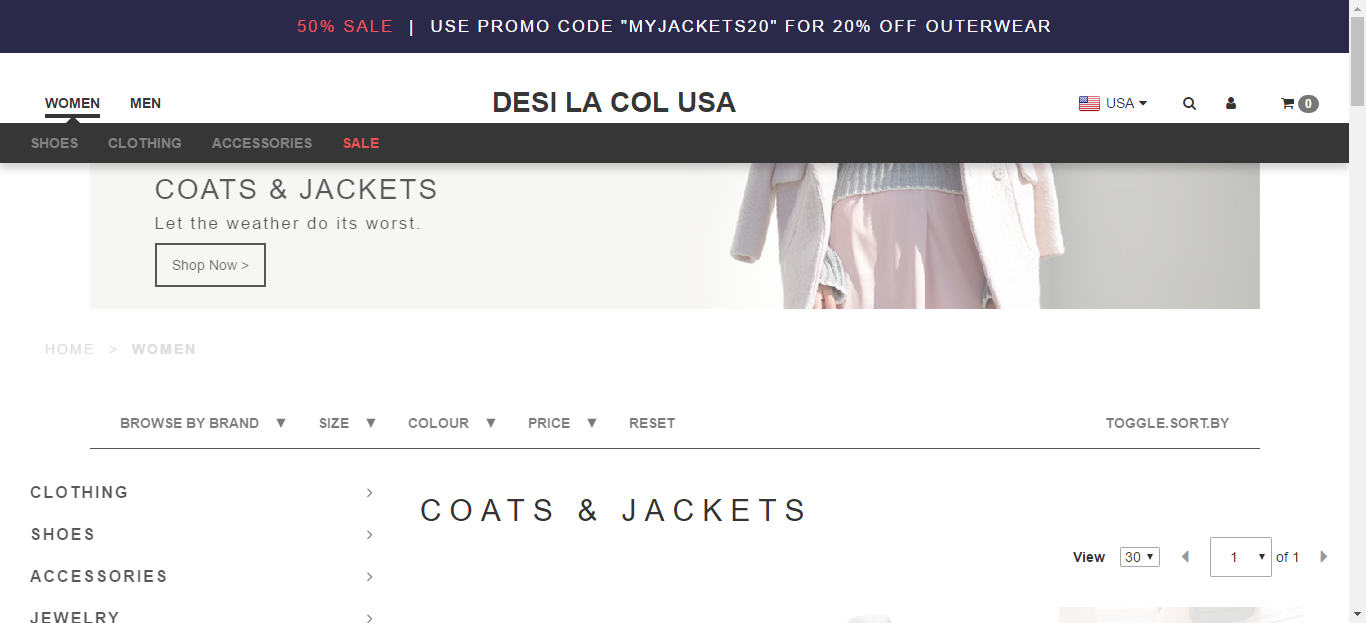 50% SALE | USE PROMO CODE "MYJACKETS20" FOR 20% OFF OUTERWEAR
WOMEN MEN DESI LA COL USA USA 0
SHOES CLOTHING ACCESSORIES SALE
COATS & JACKETS
Let the weather do its worst.
Shop Now >
HOME > WOMEN
BROWSE BY BRAND ▼ SIZE ▼ COLOUR ▼ PRICE ▼ RESET TOGGLE.SORT.BY
CLOTHING
COATS & JACKETS
SHOES
View 30 1 of 1
ACCESSORIES
JEWELRY